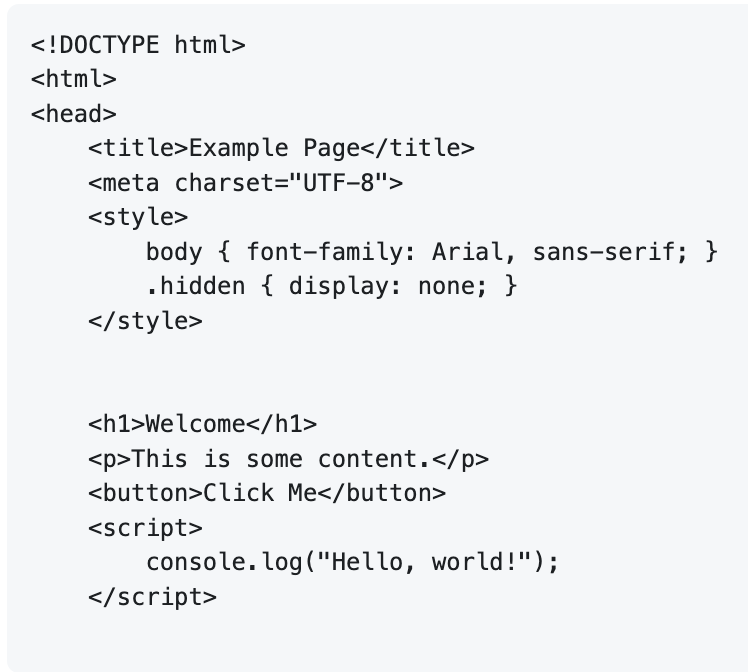 <!DOCTYPE html>
<html>
<head>
    <title>Example Page</title>
    <meta charset="UTF-8">
    <style>
        body { font-family: Arial, sans-serif; }
        .hidden { display: none; }
    </style>


    <h1>Welcome</h1>
    <p>This is some content.</p>
    <button>Click Me</button>
    <script>
        console.log("Hello, world!");
    </script>